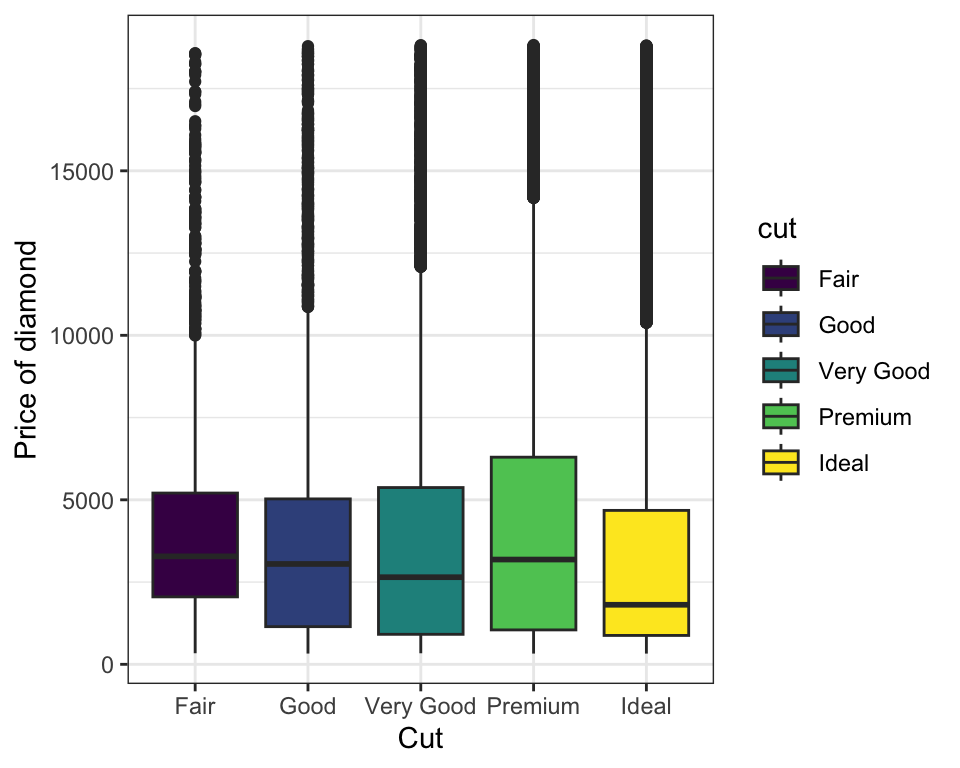 Price of diamond
15000
10000
5000
0
Fair Good Very Good Premium Ideal
Cut
cut
Fair
Good
Very Good
Premium
Ideal